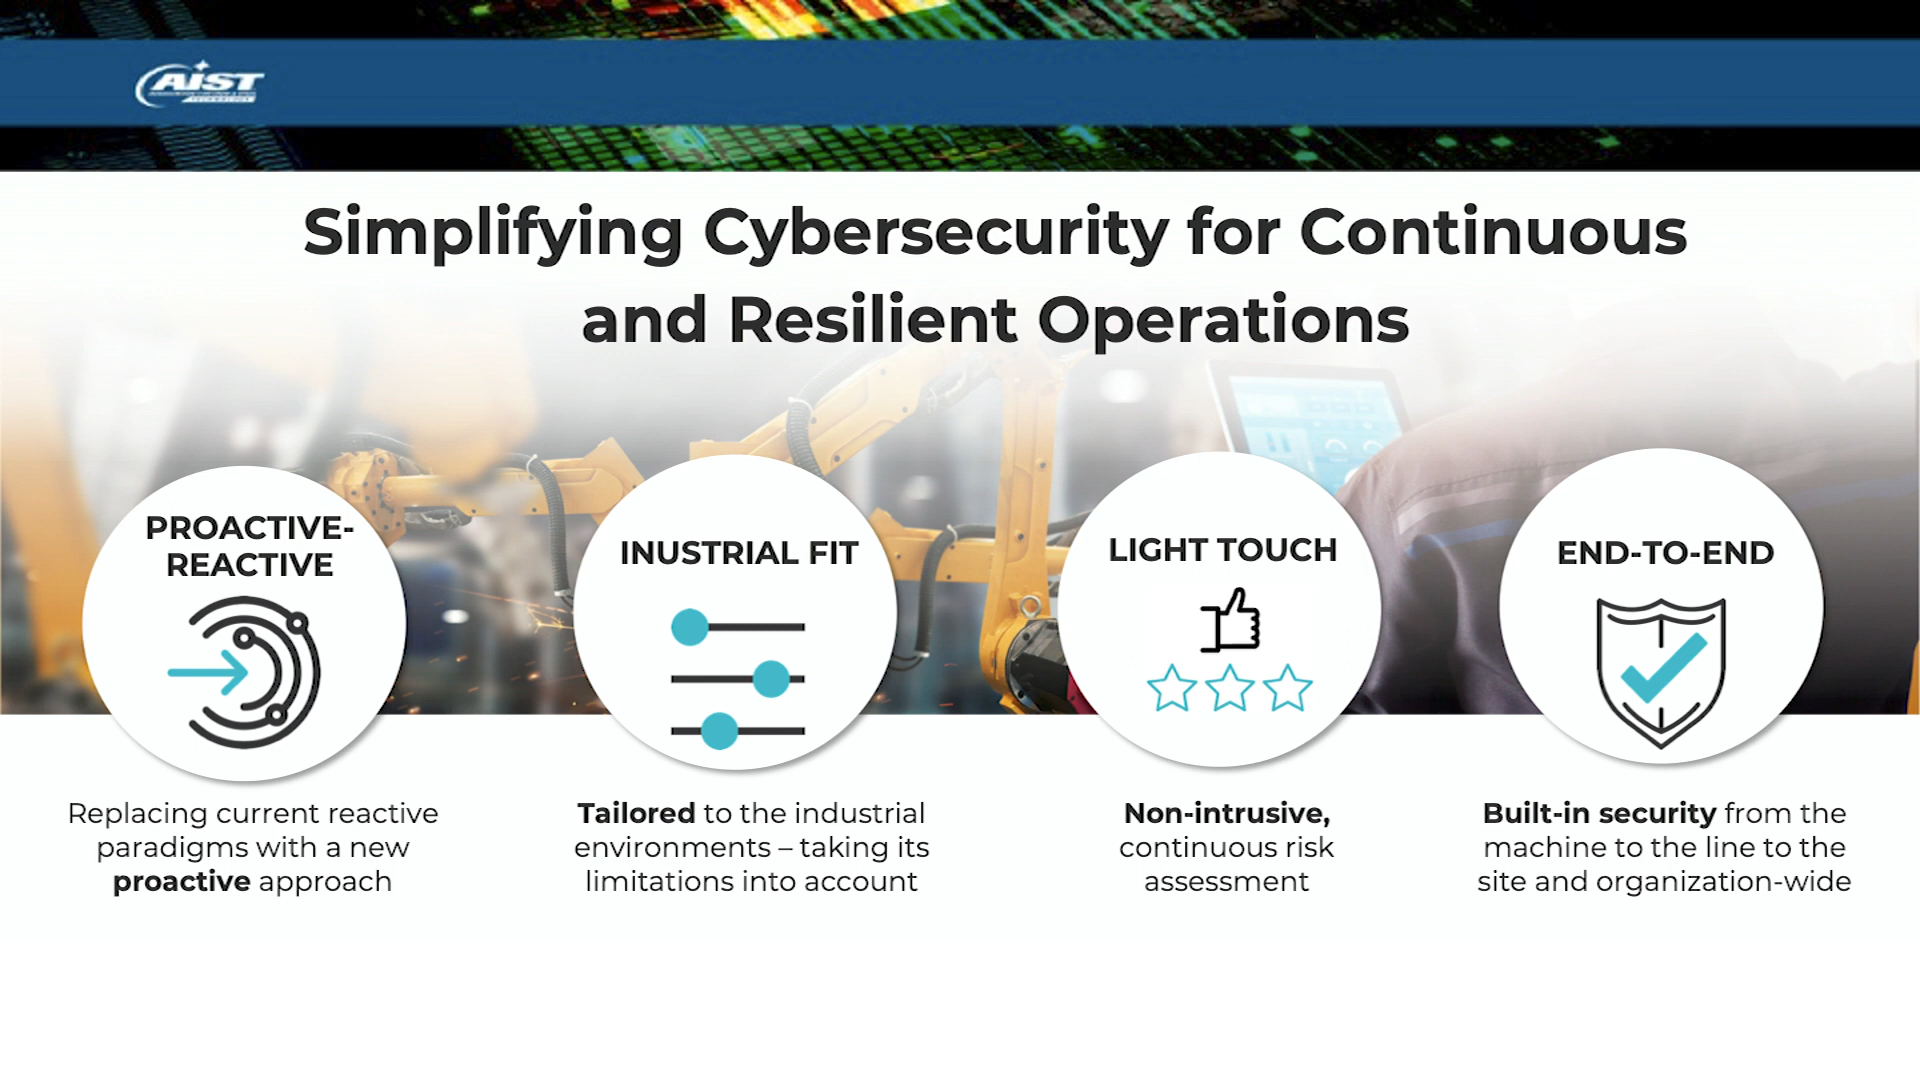 AIST
TECHNOLOGY
Simplifying Cybersecurity for Continuous
and Resilient Operations
PROACTIVE-
REACTIVE
INUSTRIAL FIT
LIGHT TOUCH
END-TO-END
Replacing current reactive
paradigms with a new
proactive approach
Tailored to the industrial
environments – taking its
limitations into account
Non-intrusive,
continuous risk
assessment
Built-in security from the
machine to the line to the
site and organization-wide